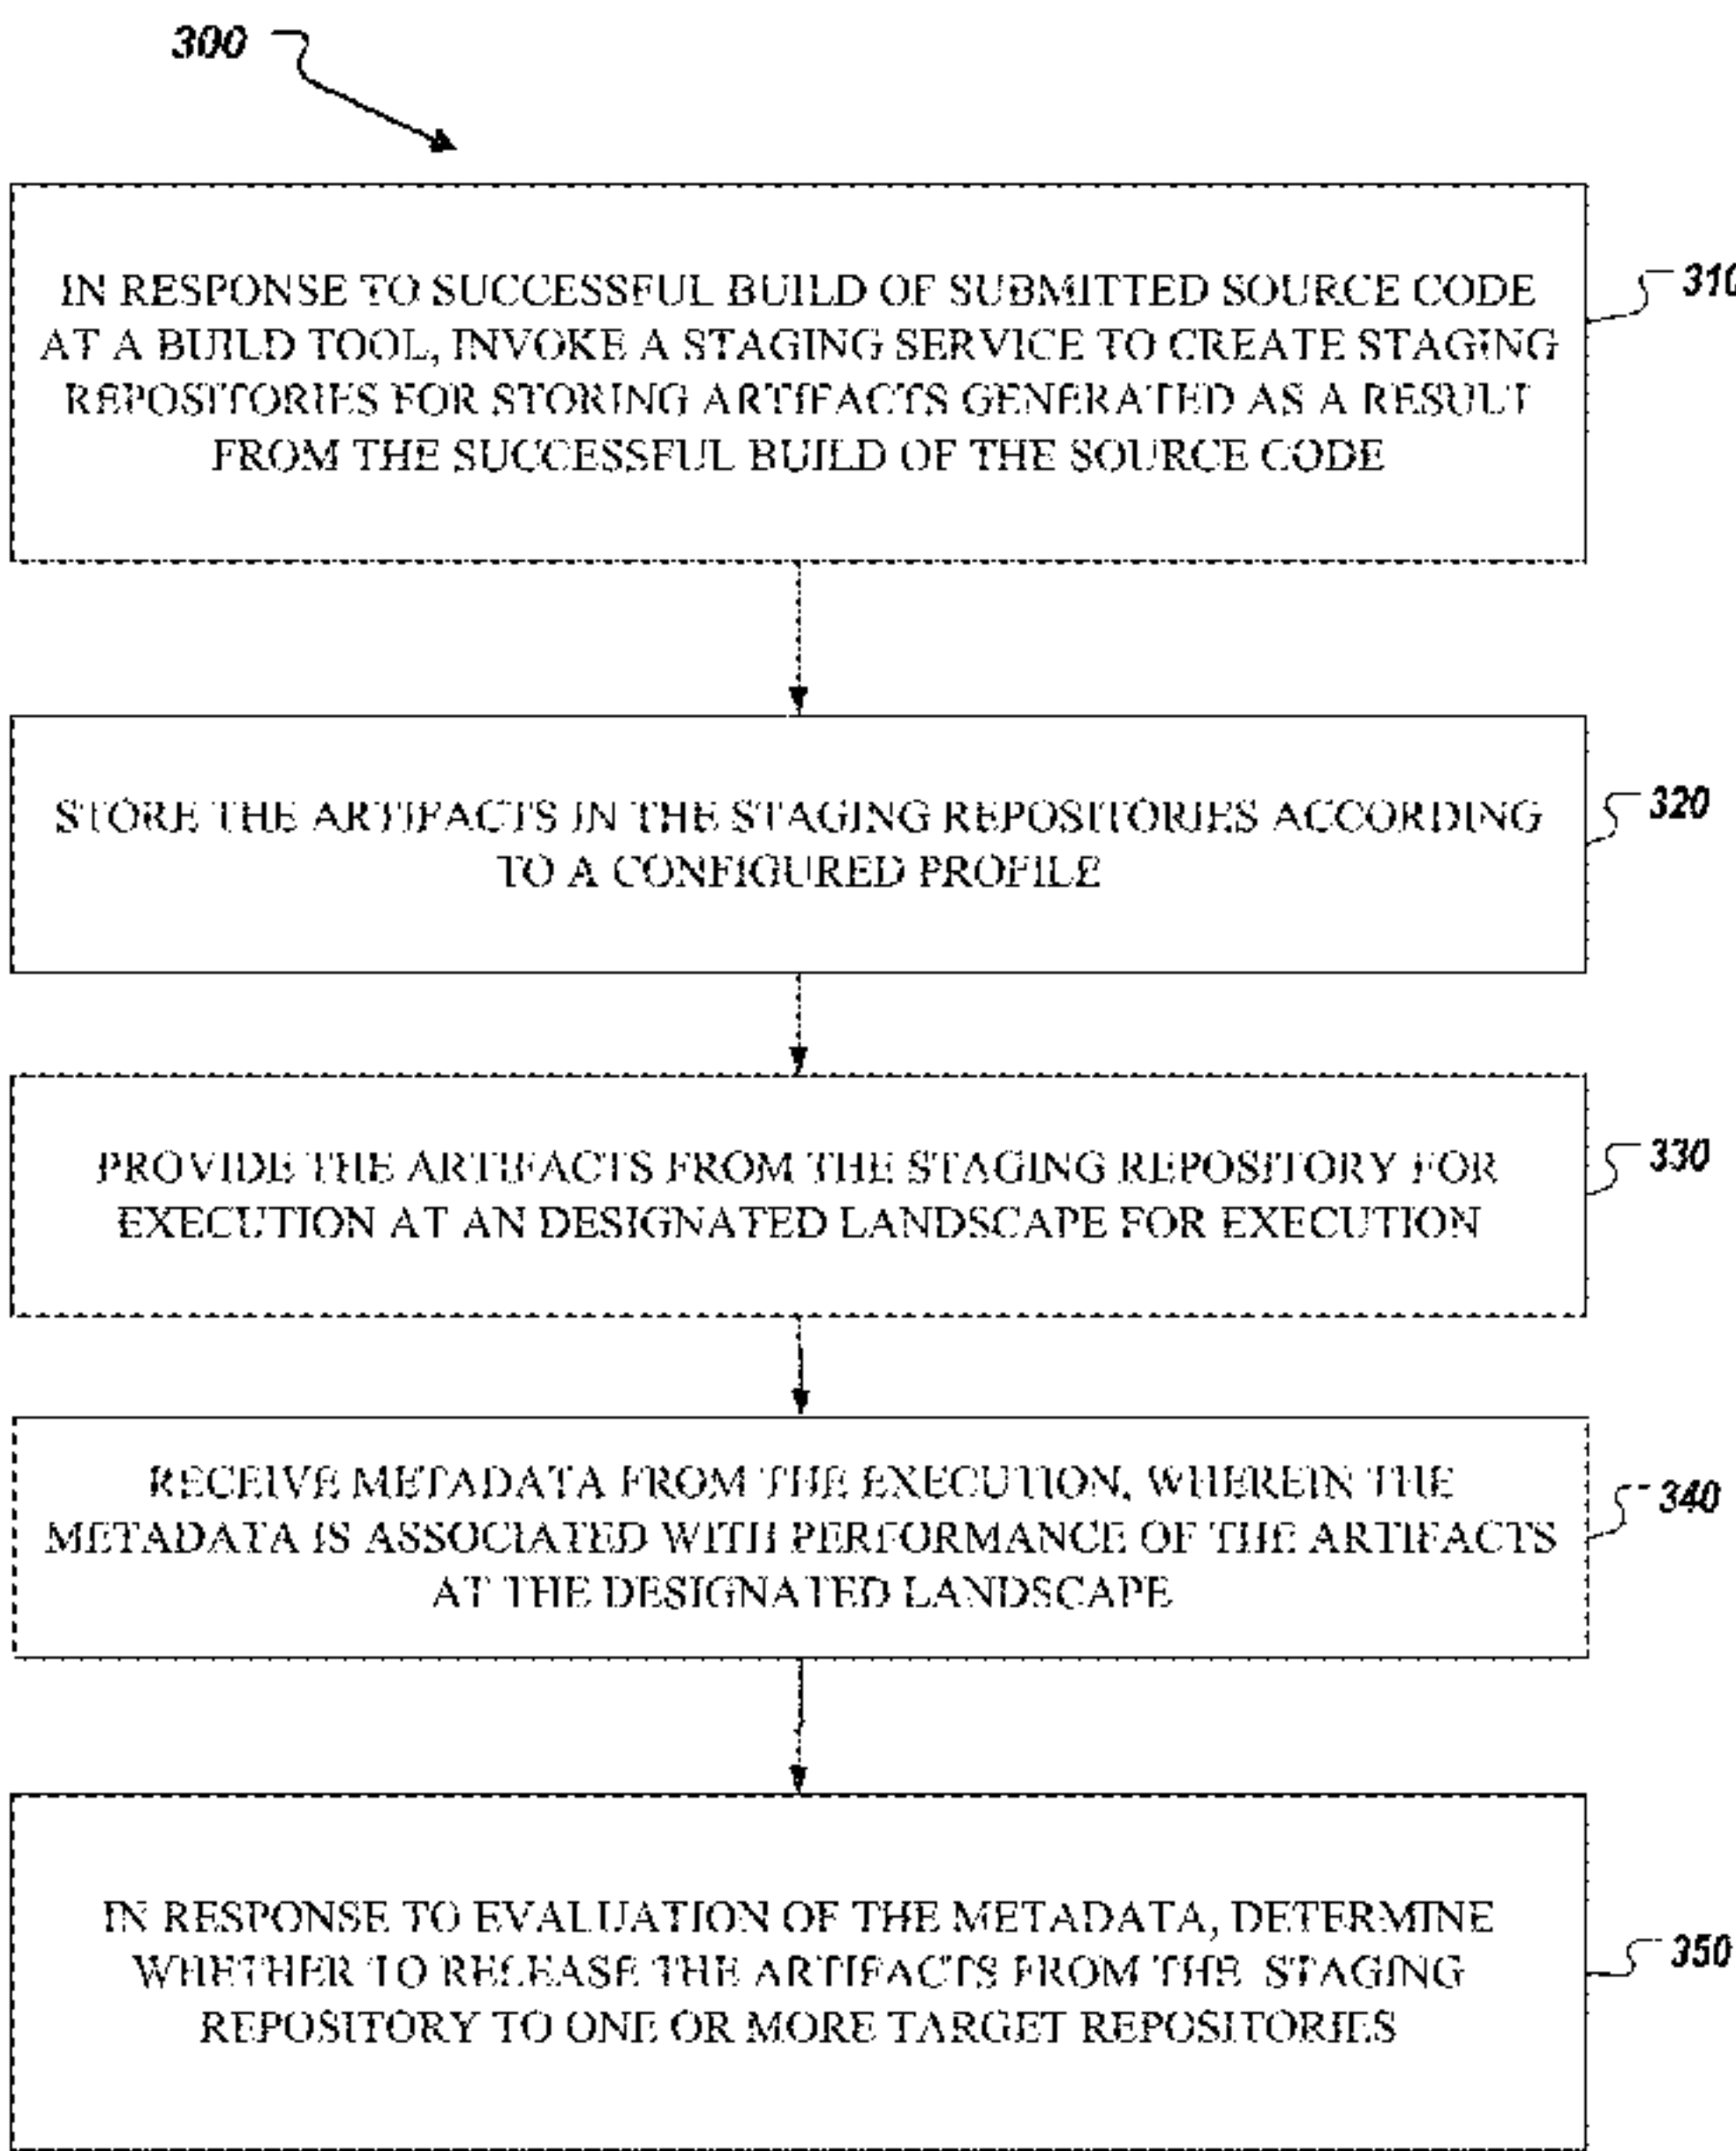 300
IN RESPONSE TO SUCCESSFUL BUILD OF SUBMITTED SOURCE CODE
AT A BUILD TOOL, INVOKE A STAGING SERVICE TO CREATE STAGING
REPOSITORIES FOR STORING ARTIFACTS GENERATED AS A RESULT
FROM THE SUCCESSFUL BUILD OF THE SOURCE CODE
310
STORE THE ARTIFACTS IN THE STAGING REPOSITORIES ACCORDING
TO A CONFIGURED PROFILE
320
PROVIDE THE ARTIFACTS FROM THE STAGING REPOSITORY FOR
EXECUTION AT AN DESIGNATED LANDSCAPE FOR EXECUTION
330
RECEIVE METADATA FROM THE EXECUTION, WHEREIN THE
METADATA IS ASSOCIATED WITH PERFORMANCE OF THE ARTIFACTS
AT THE DESIGNATED LANDSCAPE
340
IN RESPONSE TO EVALUATION OF THE METADATA, DETERMINE
WHETHER TO RELEASE THE ARTIFACTS FROM THE STAGING
REPOSITORY TO ONE OR MORE TARGET REPOSITORIES
350